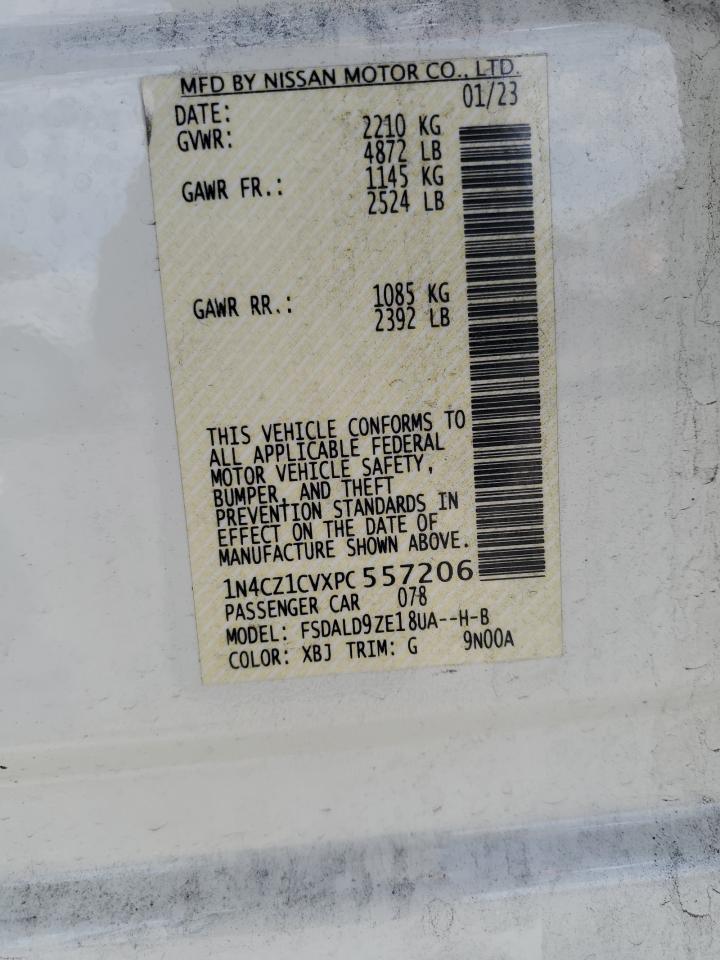 MFD BY NISSAN MOTOR CO., LTD.
DATE: 01/23
GVWR: 2210 KG
4872 LB
GAWR FR.: 1145 KG
2524 LB
GAWR RR.: 1085 KG
2392 LB
THIS VEHICLE CONFORMS TO
ALL APPLICABLE FEDERAL
MOTOR VEHICLE SAFETY,
BUMPER, AND THEFT
PREVENTION STANDARDS IN
EFFECT ON THE DATE OF
MANUFACTURE SHOWN ABOVE.
1N4CZ1CVXPC557206
PASSENGER CAR 078
MODEL: FSDALD9ZE18UA--H-B
COLOR: XBJ TRIM: G 9N00A